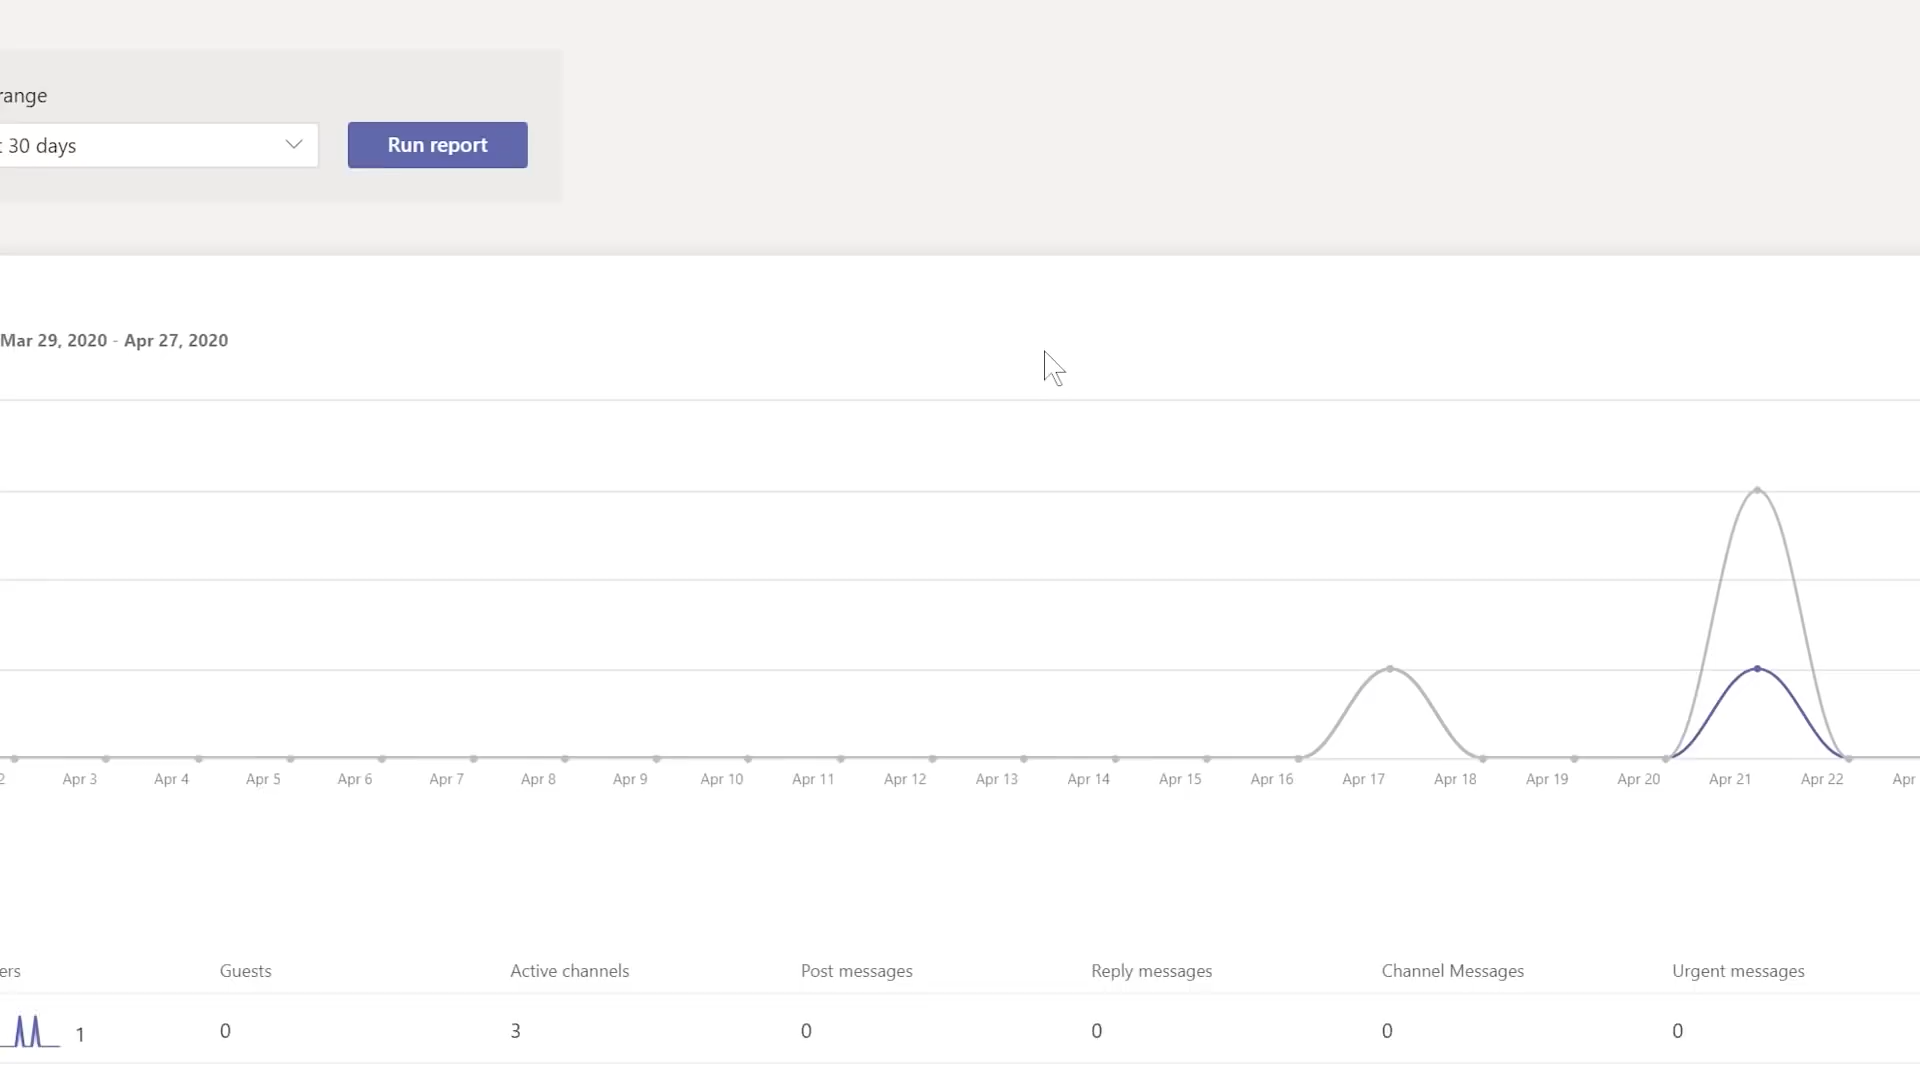 range
t 30 days
Run report
Mar 29, 2020 - Apr 27, 2020
2 Apr 3 Apr 4 Apr 5 Apr 6 Apr 7 Apr 8 Apr 9 Apr 10 Apr 11 Apr 12 Apr 13 Apr 14 Apr 15 Apr 16 Apr 17 Apr 18 Apr 19 Apr 20 Apr 21 Apr 22 Apr
ers Guests Active channels Post messages Reply messages Channel Messages Urgent messages
1 0 3 0 0 0 0